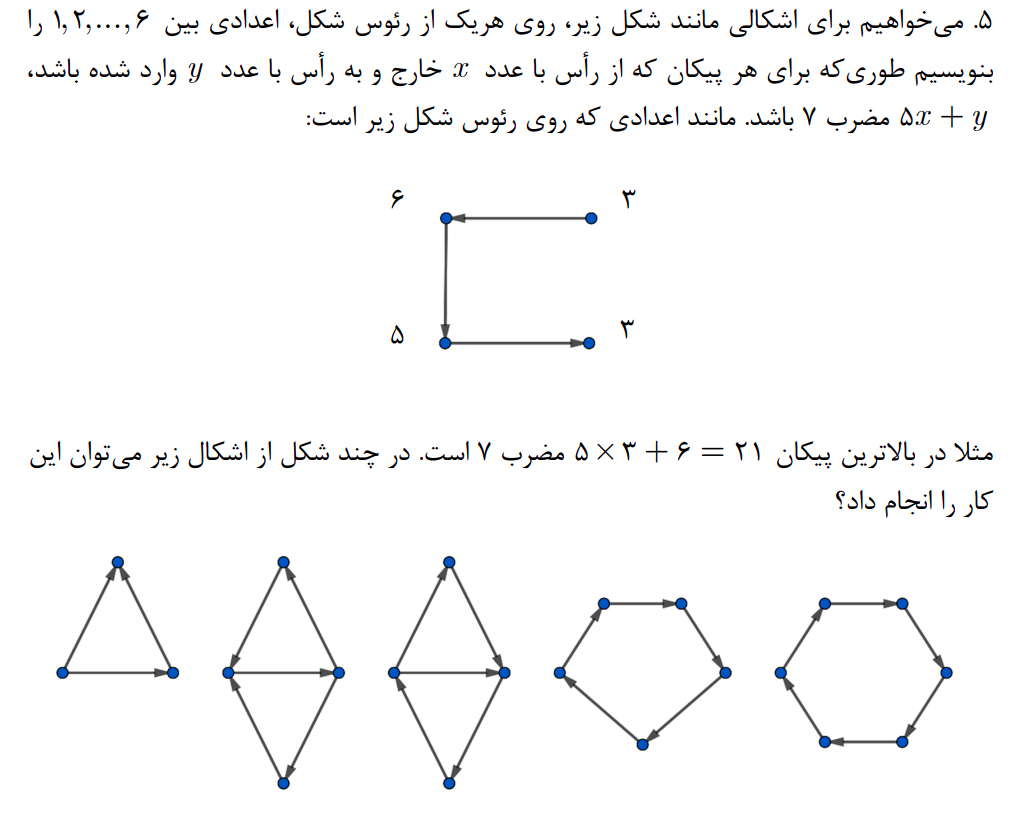 ۵. می‌خواهیم برای اشکالی مانند شکل زیر، روی هریک از رئوس شکل، اعدادی بین ۱,۲,...,۶ را
بنویسیم طوری‌که برای هر پیکان که از رأس با عدد x خارج و به رأس با عدد y وارد شده باشد،
۵x + y مضرب ۷ باشد. مانند اعدادی که روی رئوس شکل زیر است:
۶ ۳
۵ ۳
مثلا در بالاترین پیکان ۵ × ۳ + ۶ = ۲۱ مضرب ۷ است. در چند شکل از اشکال زیر می‌توان این
کار را انجام داد؟